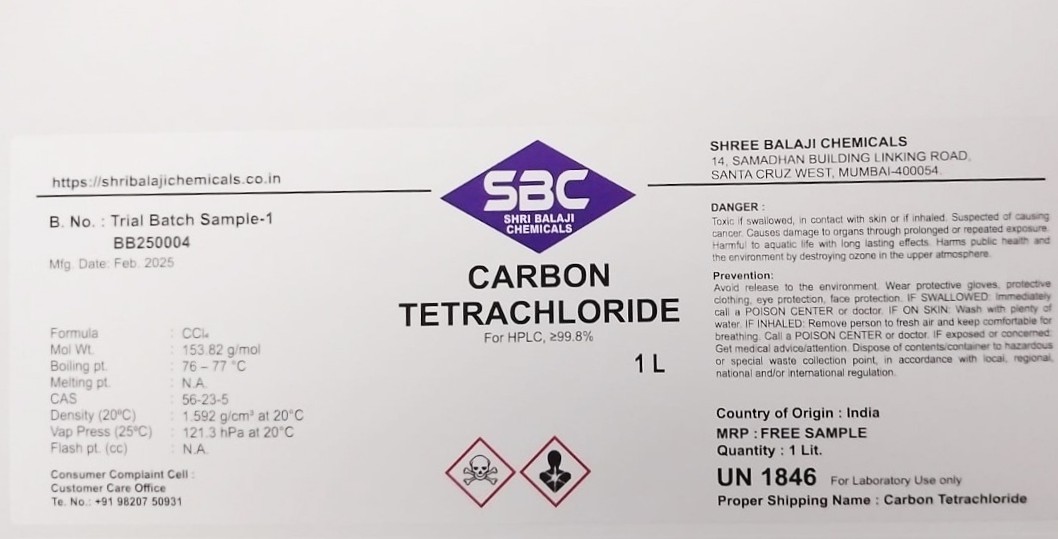 https://shribalajichemicals.co.in
B. No. : Trial Batch Sample-1
BB250004
Mfg. Date: Feb. 2025
Formula : CCl₄
Mol Wt. : 153.82 g/mol
Boiling pt. : 76 – 77 °C
Melting pt. : N.A.
CAS : 56-23-5
Density (20ºC) : 1.592 g/cm³ at 20°C
Vap Press (25ºC) : 121.3 hPa at 20°C
Flash pt. (cc) : N.A.
Consumer Complaint Cell :
Customer Care Office
Te. No.: +91 98207 50931
SBC
SHRI BALAJI
CHEMICALS
CARBON
TETRACHLORIDE
For HPLC, ≥99.8%
1 L
SHREE BALAJI CHEMICALS
14, SAMADHAN BUILDING LINKING ROAD,
SANTA CRUZ WEST, MUMBAI-400054.
DANGER :
Toxic if swallowed, in contact with skin or if inhaled. Suspected of causing
cancer. Causes damage to organs through prolonged or repeated exposure.
Harmful to aquatic life with long lasting effects. Harms public health and
the environment by destroying ozone in the upper atmosphere.
Prevention:
Avoid release to the environment. Wear protective gloves, protective
clothing, eye protection, face protection. IF SWALLOWED: Immediately
call a POISON CENTER or doctor. IF ON SKIN: Wash with plenty of
water. IF INHALED: Remove person to fresh air and keep comfortable for
breathing. Call a POISON CENTER or doctor. IF exposed or concerned:
Get medical advice/attention. Dispose of contents/container to hazardous
or special waste collection point, in accordance with local, regional,
national and/or international regulation.
Country of Origin : India
MRP : FREE SAMPLE
Quantity : 1 Lit.
UN 1846 For Laboratory Use only
Proper Shipping Name : Carbon Tetrachloride